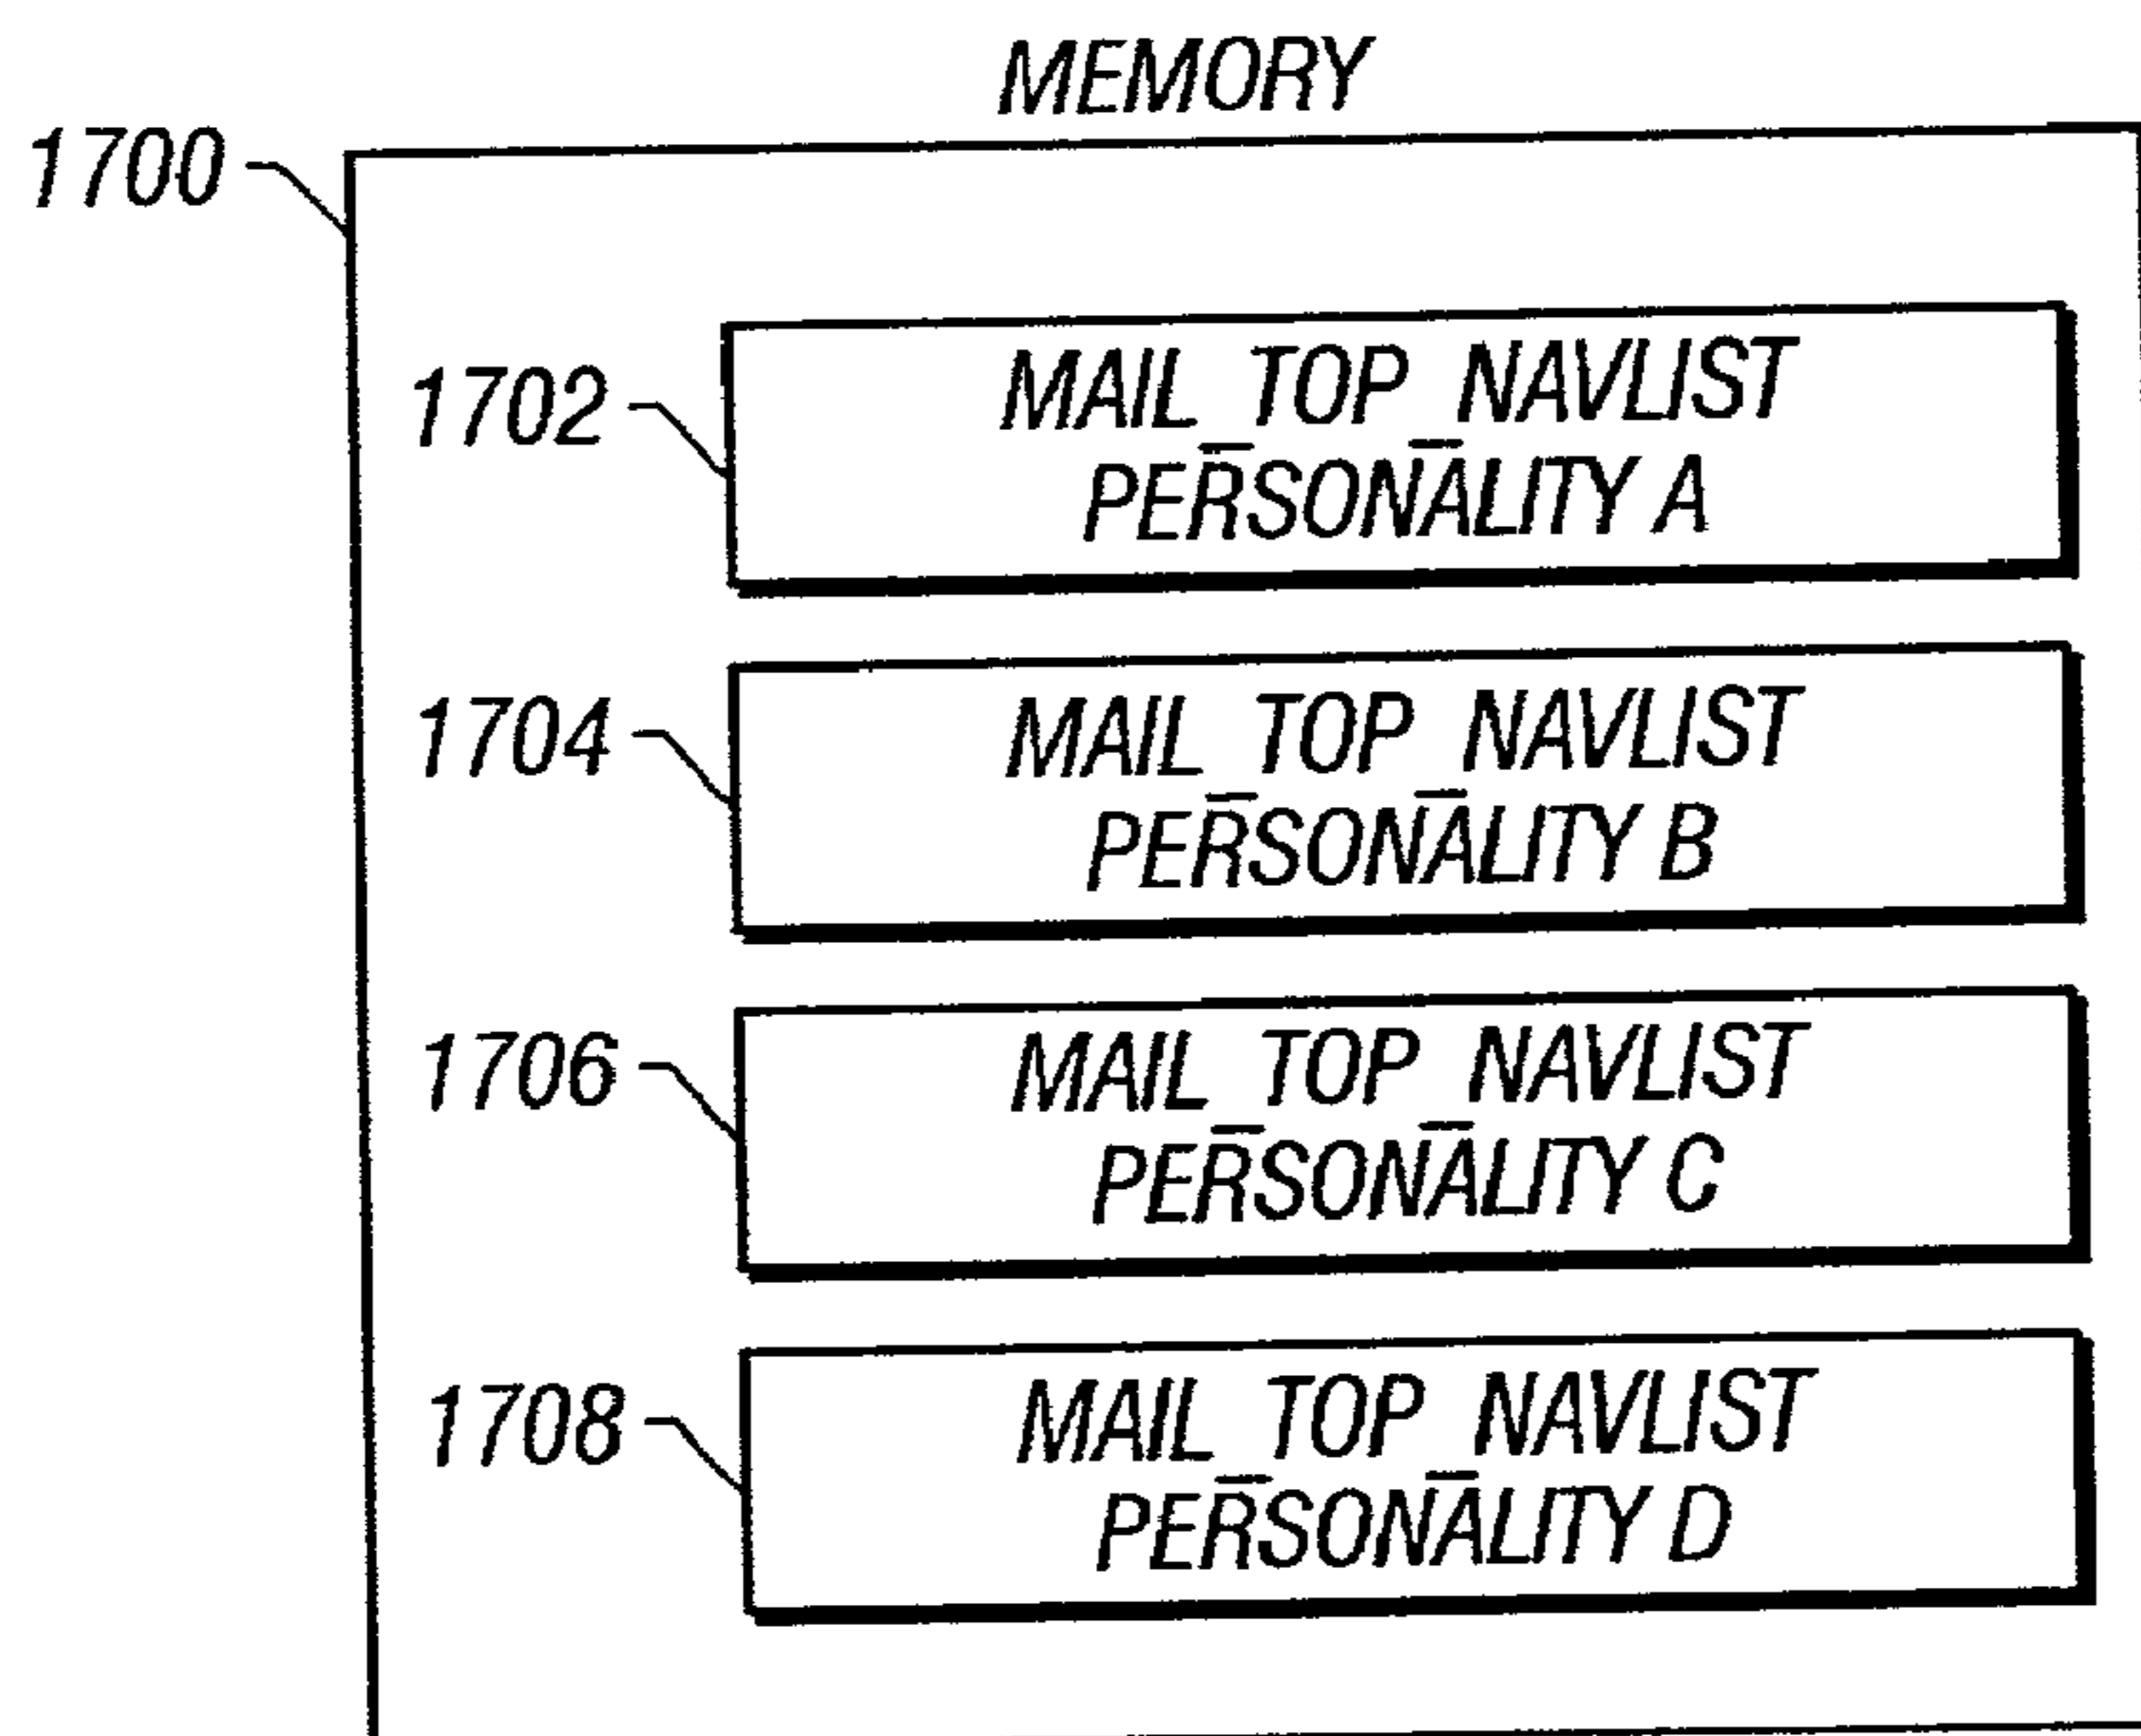 MEMORY
1700
1702
MAIL_TOP_NAVLIST
PERSONALITY A
1704
MAIL_TOP_NAVLIST
PERSONALITY B
1706
MAIL_TOP_NAVLIST
PERSONALITY C
1708
MAIL_TOP_NAVLIST
PERSONALITY D